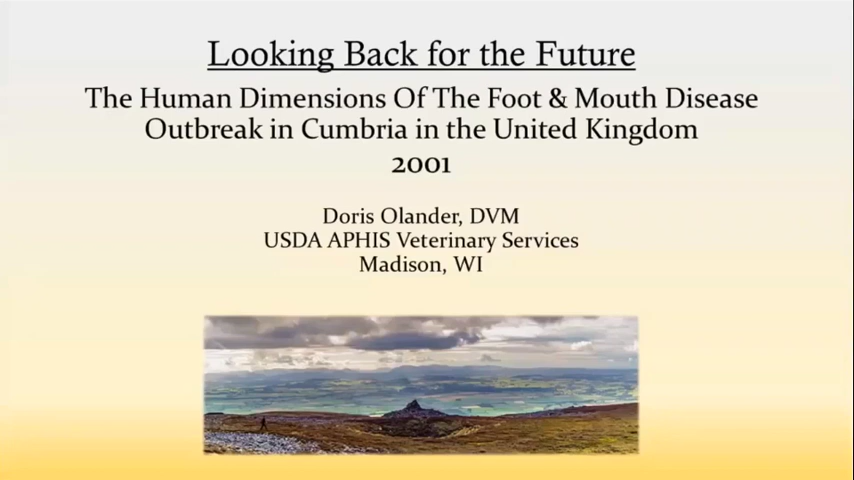 Looking Back for the Future
The Human Dimensions Of The Foot & Mouth Disease
Outbreak in Cumbria in the United Kingdom
2001
Doris Olander, DVM
USDA APHIS Veterinary Services
Madison, WI